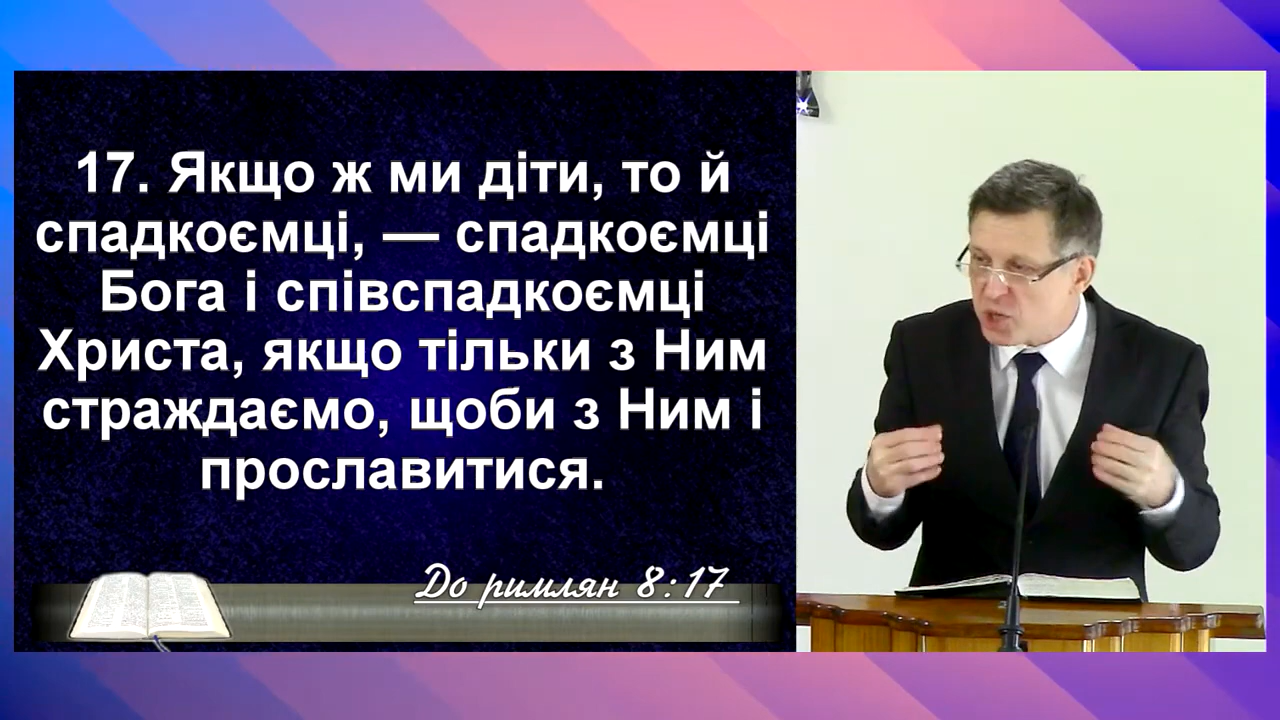 17. Якщо ж ми діти, то й
спадкоємці, — спадкоємці
Бога і співспадкоємці
Христа, якщо тільки з Ним
страждаємо, щоби з Ним і
прославитися.
До римлян 8:17